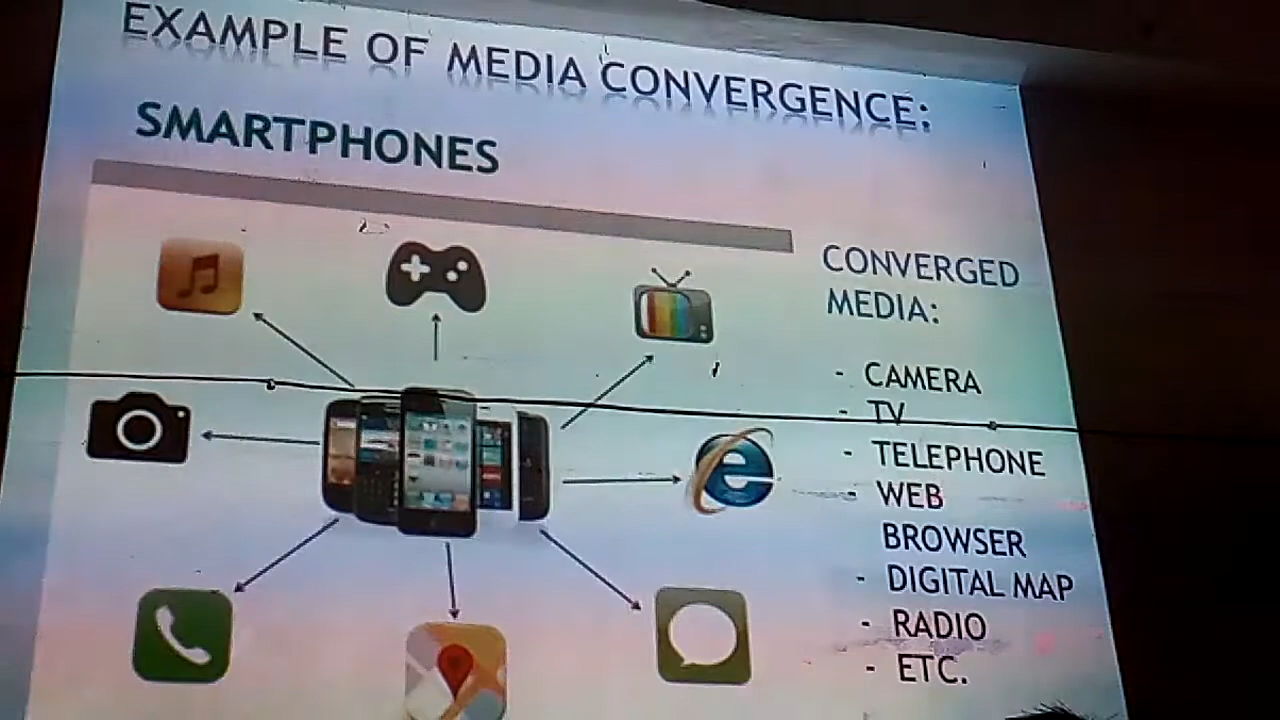 EXAMPLE OF MEDIA CONVERGENCE:
SMARTPHONES
CONVERGED
MEDIA:
- CAMERA
- TV
- TELEPHONE
- WEB
BROWSER
- DIGITAL MAP
- RADIO
- ETC.